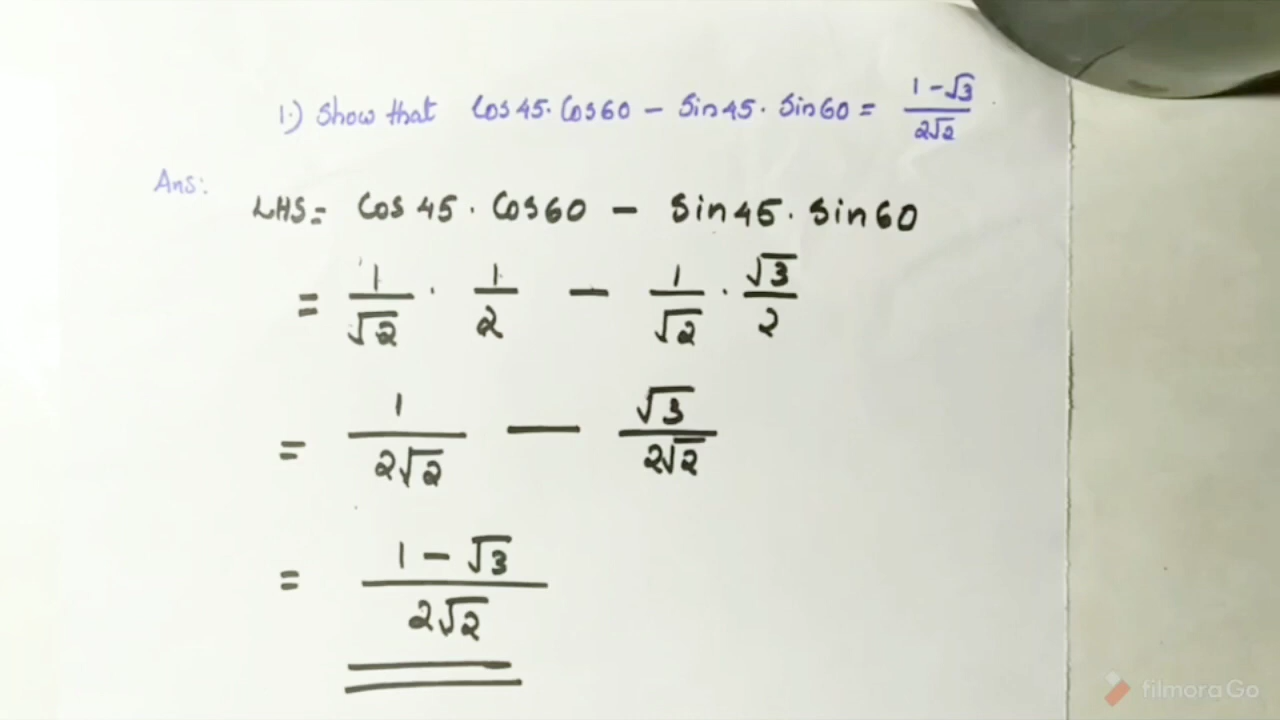 1.) Show that Cos45·Cos60 − Sin45·Sin60 = (1−√3)/(2√2)
Ans:
LHS = Cos45·Cos60 − Sin45·Sin60
= 1/√2 · 1/2 − 1/√2 · √3/2
= 1/(2√2) − √3/(2√2)
= (1−√3)/(2√2)
filmoraGo